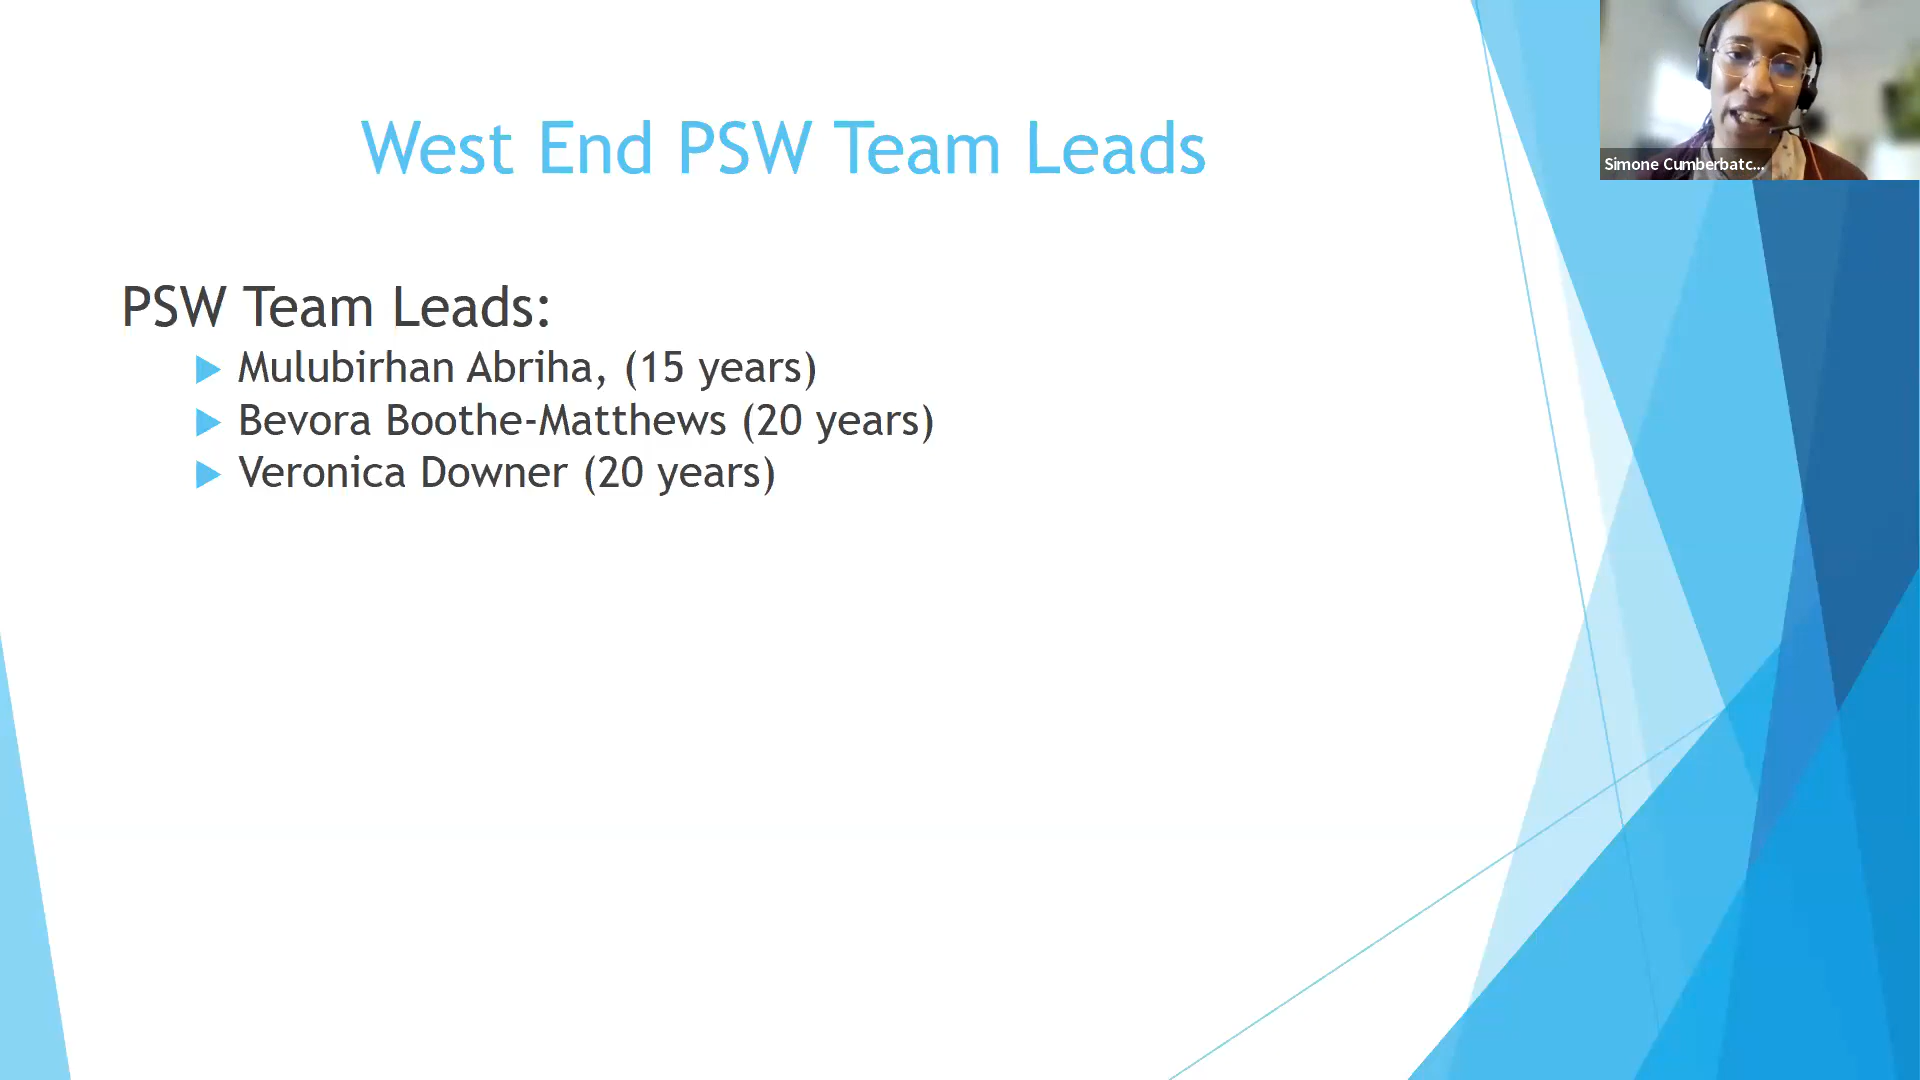 West End PSW Team Leads
Simone Cumberbatc...
PSW Team Leads:
Mulubirhan Abriha, (15 years)
Bevora Boothe-Matthews (20 years)
Veronica Downer (20 years)